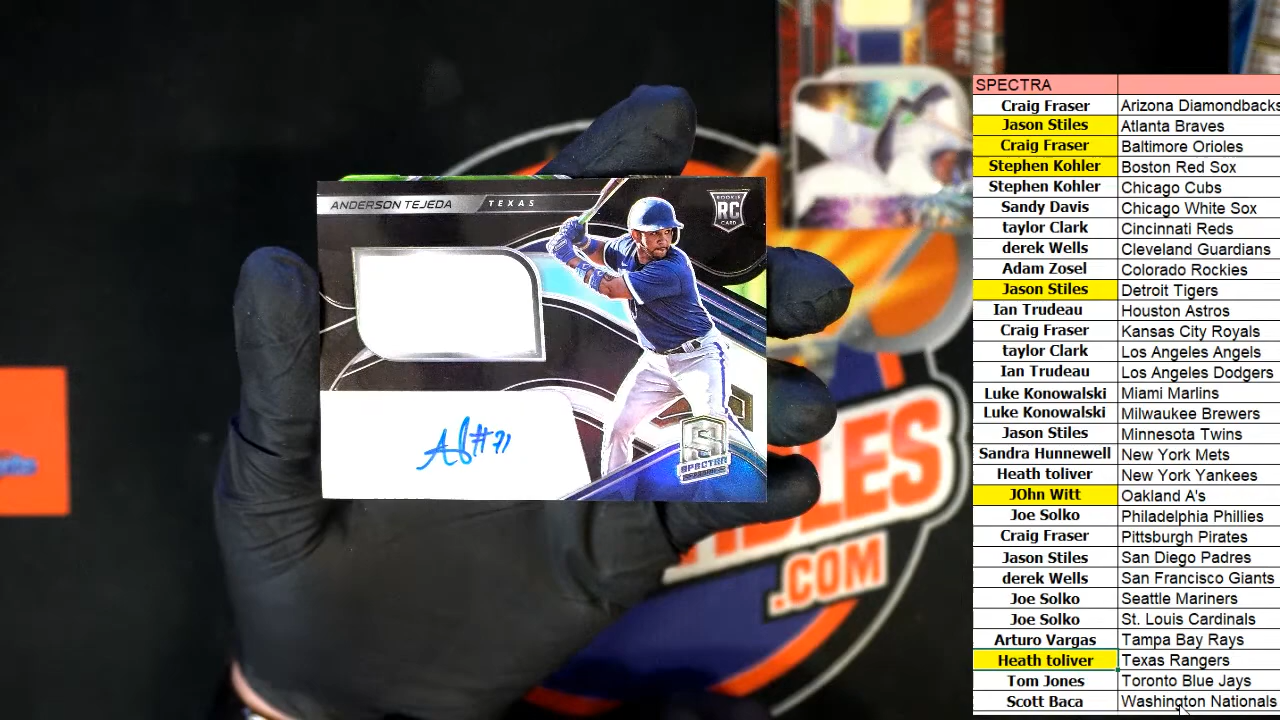 ANDERSON TEJEDA TEXAS
ROOKIE
RC
CARD
#71
SPECTRA
BLES
.COM
SPECTRA
Craig Fraser Arizona Diamondbacks
Jason Stiles Atlanta Braves
Craig Fraser Baltimore Orioles
Stephen Kohler Boston Red Sox
Stephen Kohler Chicago Cubs
Sandy Davis Chicago White Sox
taylor Clark Cincinnati Reds
derek Wells Cleveland Guardians
Adam Zosel Colorado Rockies
Jason Stiles Detroit Tigers
Ian Trudeau Houston Astros
Craig Fraser Kansas City Royals
taylor Clark Los Angeles Angels
Ian Trudeau Los Angeles Dodgers
Luke Konowalski Miami Marlins
Luke Konowalski Milwaukee Brewers
Jason Stiles Minnesota Twins
Sandra Hunnewell New York Mets
Heath toliver New York Yankees
JOhn Witt Oakland A's
Joe Solko Philadelphia Phillies
Craig Fraser Pittsburgh Pirates
Jason Stiles San Diego Padres
derek Wells San Francisco Giants
Joe Solko Seattle Mariners
Joe Solko St. Louis Cardinals
Arturo Vargas Tampa Bay Rays
Heath toliver Texas Rangers
Tom Jones Toronto Blue Jays
Scott Baca Washington Nationals